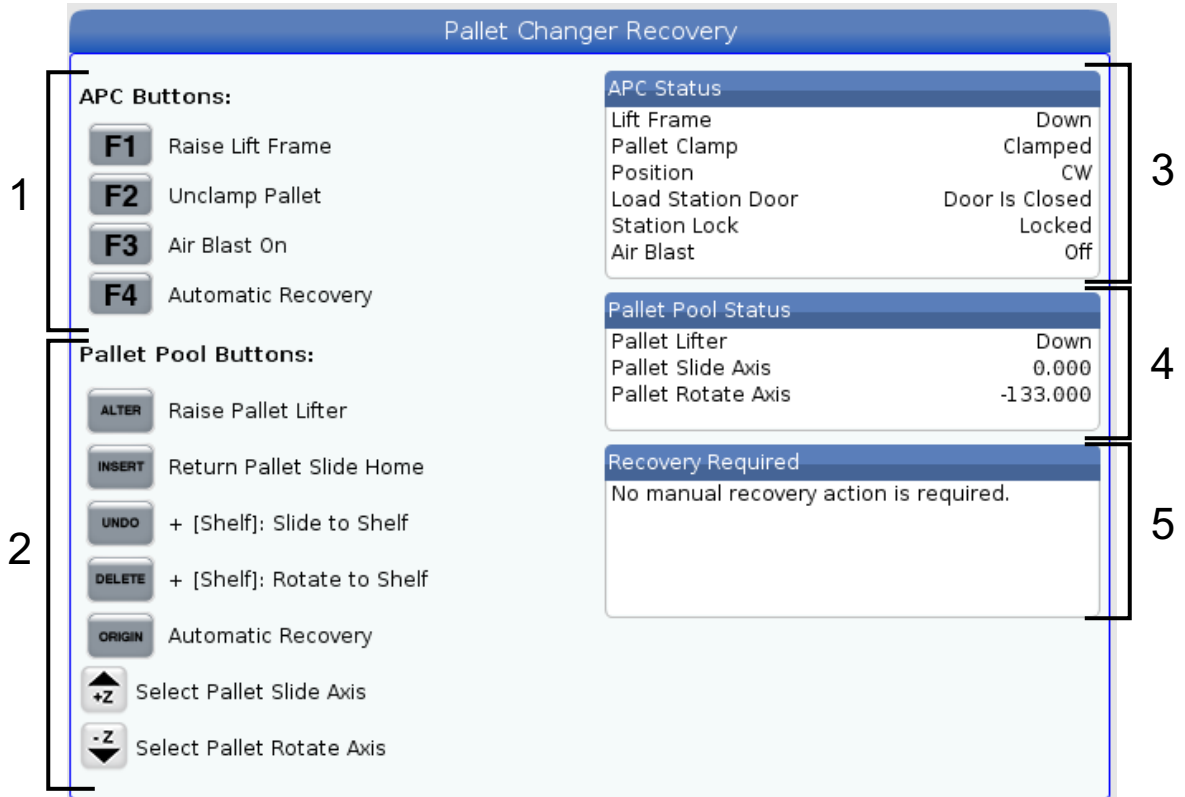 Pallet Changer Recovery
1
APC Buttons:
F1 Raise Lift Frame
F2 Unclamp Pallet
F3 Air Blast On
F4 Automatic Recovery
2
Pallet Pool Buttons:
ALTER Raise Pallet Lifter
INSERT Return Pallet Slide Home
UNDO + [Shelf]: Slide to Shelf
DELETE + [Shelf]: Rotate to Shelf
ORIGIN Automatic Recovery
+Z Select Pallet Slide Axis
-Z Select Pallet Rotate Axis
3
APC Status
Lift Frame Down
Pallet Clamp Clamped
Position CW
Load Station Door Door Is Closed
Station Lock Locked
Air Blast Off
4
Pallet Pool Status
Pallet Lifter Down
Pallet Slide Axis 0.000
Pallet Rotate Axis -133.000
5
Recovery Required
No manual recovery action is required.